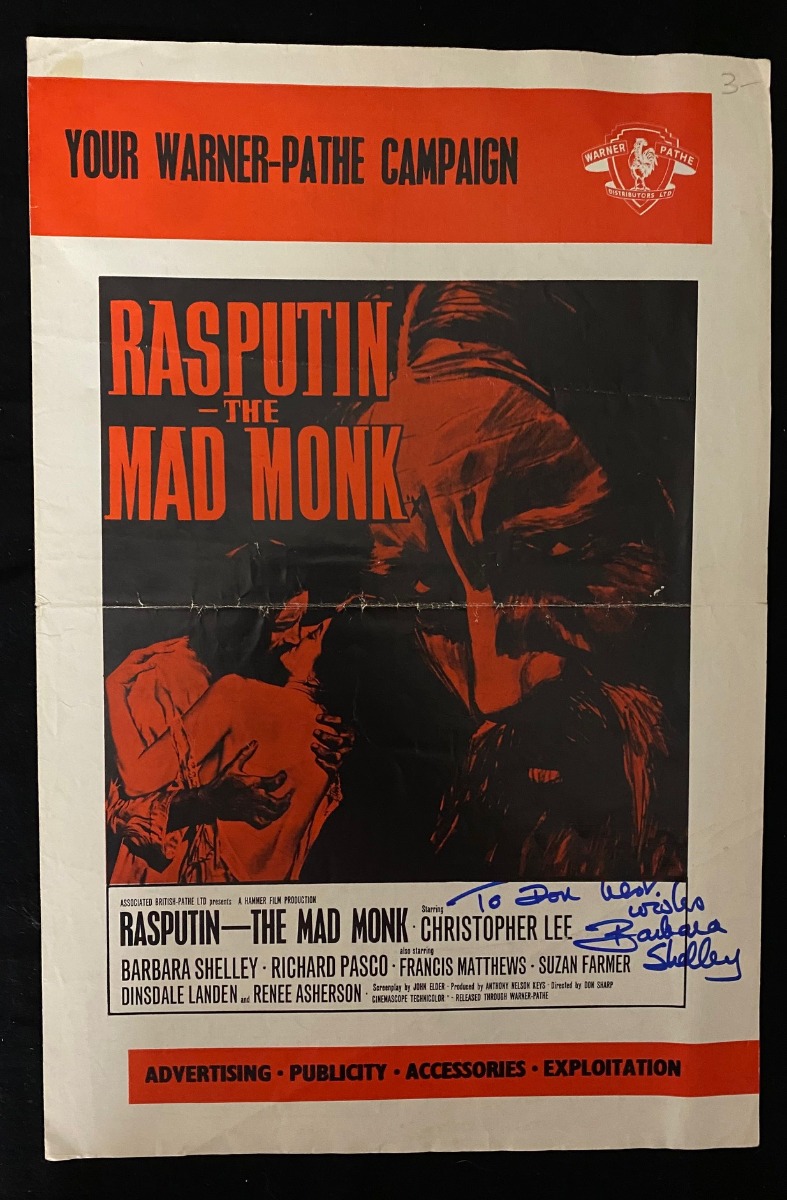 3-
YOUR WARNER-PATHE CAMPAIGN
WARNER PATHE
DISTRIBUTORS LTD
RASPUTIN
–THE
MAD MONK
ASSOCIATED BRITISH-PATHE LTD presents A HAMMER FILM PRODUCTION
RASPUTIN—THE MAD MONK · Starring CHRISTOPHER LEE
also starring
BARBARA SHELLEY · RICHARD PASCO · FRANCIS MATTHEWS · SUZAN FARMER
DINSDALE LANDEN and RENEE ASHERSON · Screenplay by JOHN ELDER · Produced by ANTHONY NELSON KEYS · Directed by DON SHARP
CINEMASCOPE TECHNICOLOR · RELEASED THROUGH WARNER-PATHE
To Don best
wishes
Barbara
Shelley
ADVERTISING · PUBLICITY · ACCESSORIES · EXPLOITATION